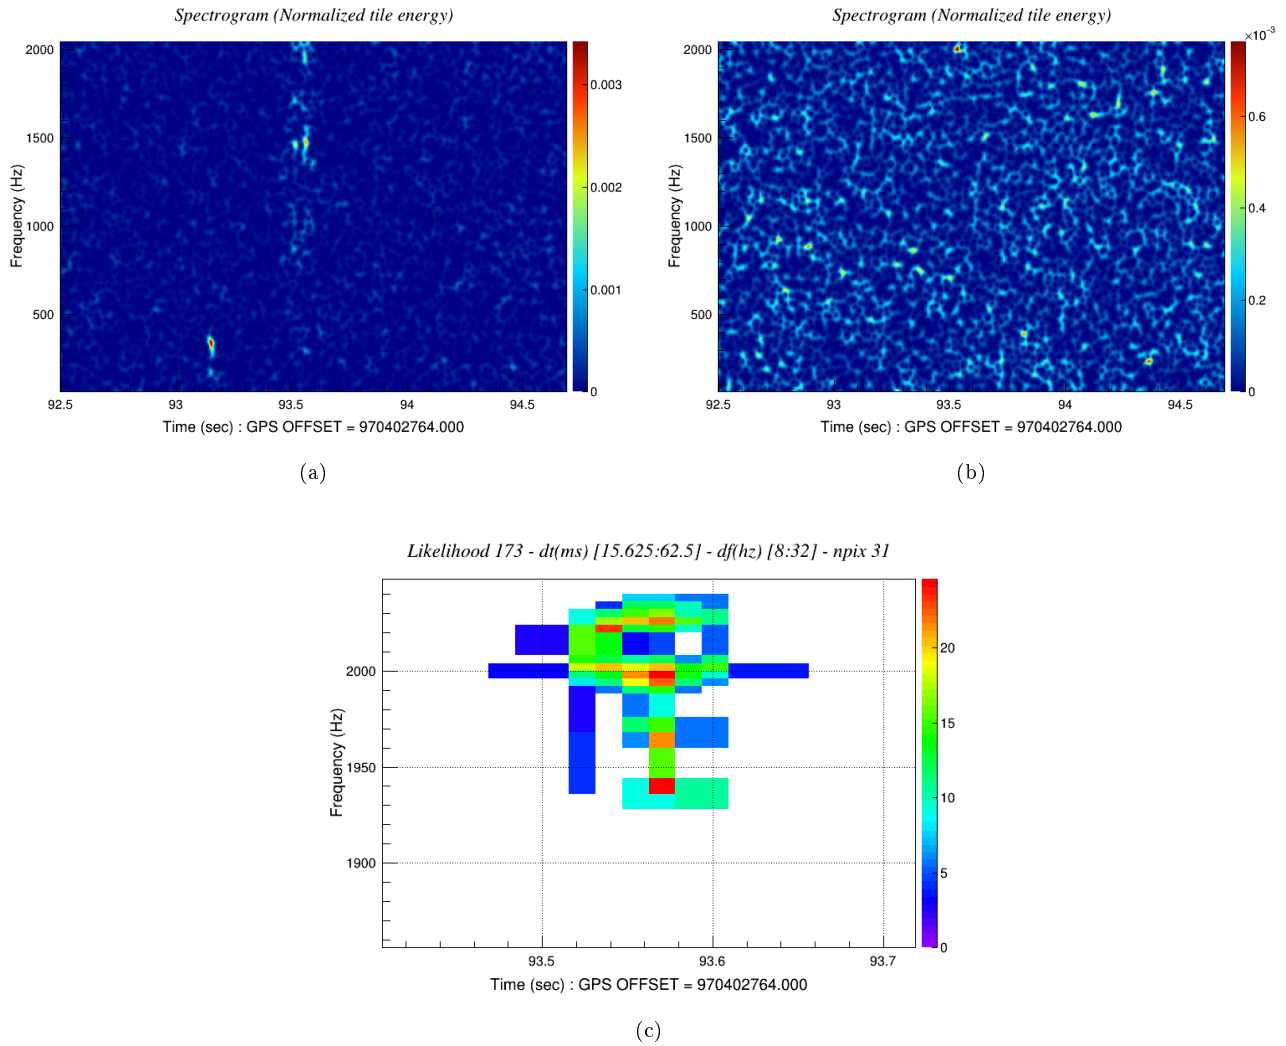 Spectrogram (Normalized tile energy)
2000
1500
1000
500
Frequency (Hz)
92.5 93 93.5 94 94.5
Time (sec) : GPS OFFSET = 970402764.000
0.003
0.002
0.001
0
(a)
Spectrogram (Normalized tile energy)
×10⁻³
2000
1500
1000
500
Frequency (Hz)
92.5 93 93.5 94 94.5
Time (sec) : GPS OFFSET = 970402764.000
0.6
0.4
0.2
0
(b)
Likelihood 173 - dt(ms) [15.625:62.5] - df(hz) [8:32] - npix 31
2000
1950
1900
Frequency (Hz)
93.5 93.6 93.7
Time (sec) : GPS OFFSET = 970402764.000
20
15
10
5
0
(c)